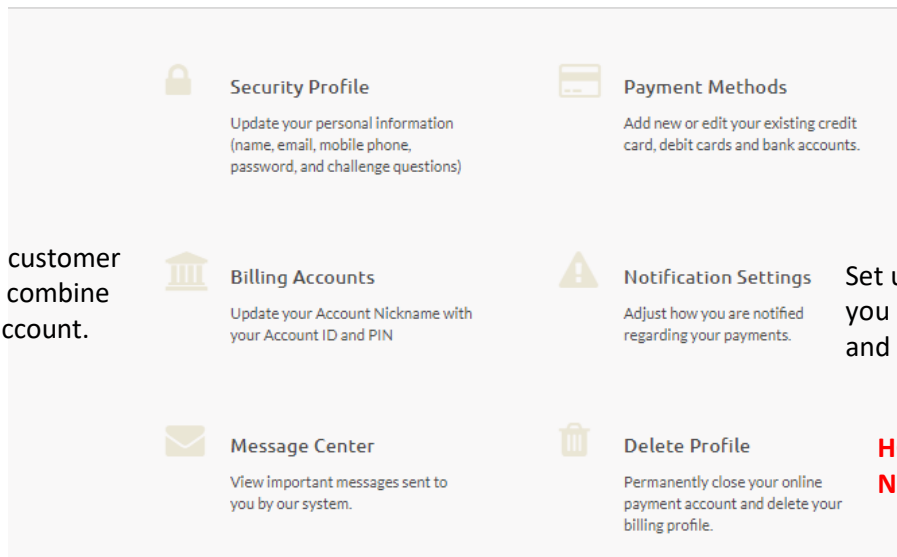 Security Profile
Update your personal information
(name, email, mobile phone,
password, and challenge questions)
Payment Methods
Add new or edit your existing credit
card, debit cards and bank accounts.
customer
combine
ccount.
Billing Accounts
Update your Account Nickname with
your Account ID and PIN
Notification Settings
Adjust how you are notified
regarding your payments.
Set
you
and
Message Center
View important messages sent to
you by our system.
Delete Profile
Permanently close your online
payment account and delete your
billing profile.